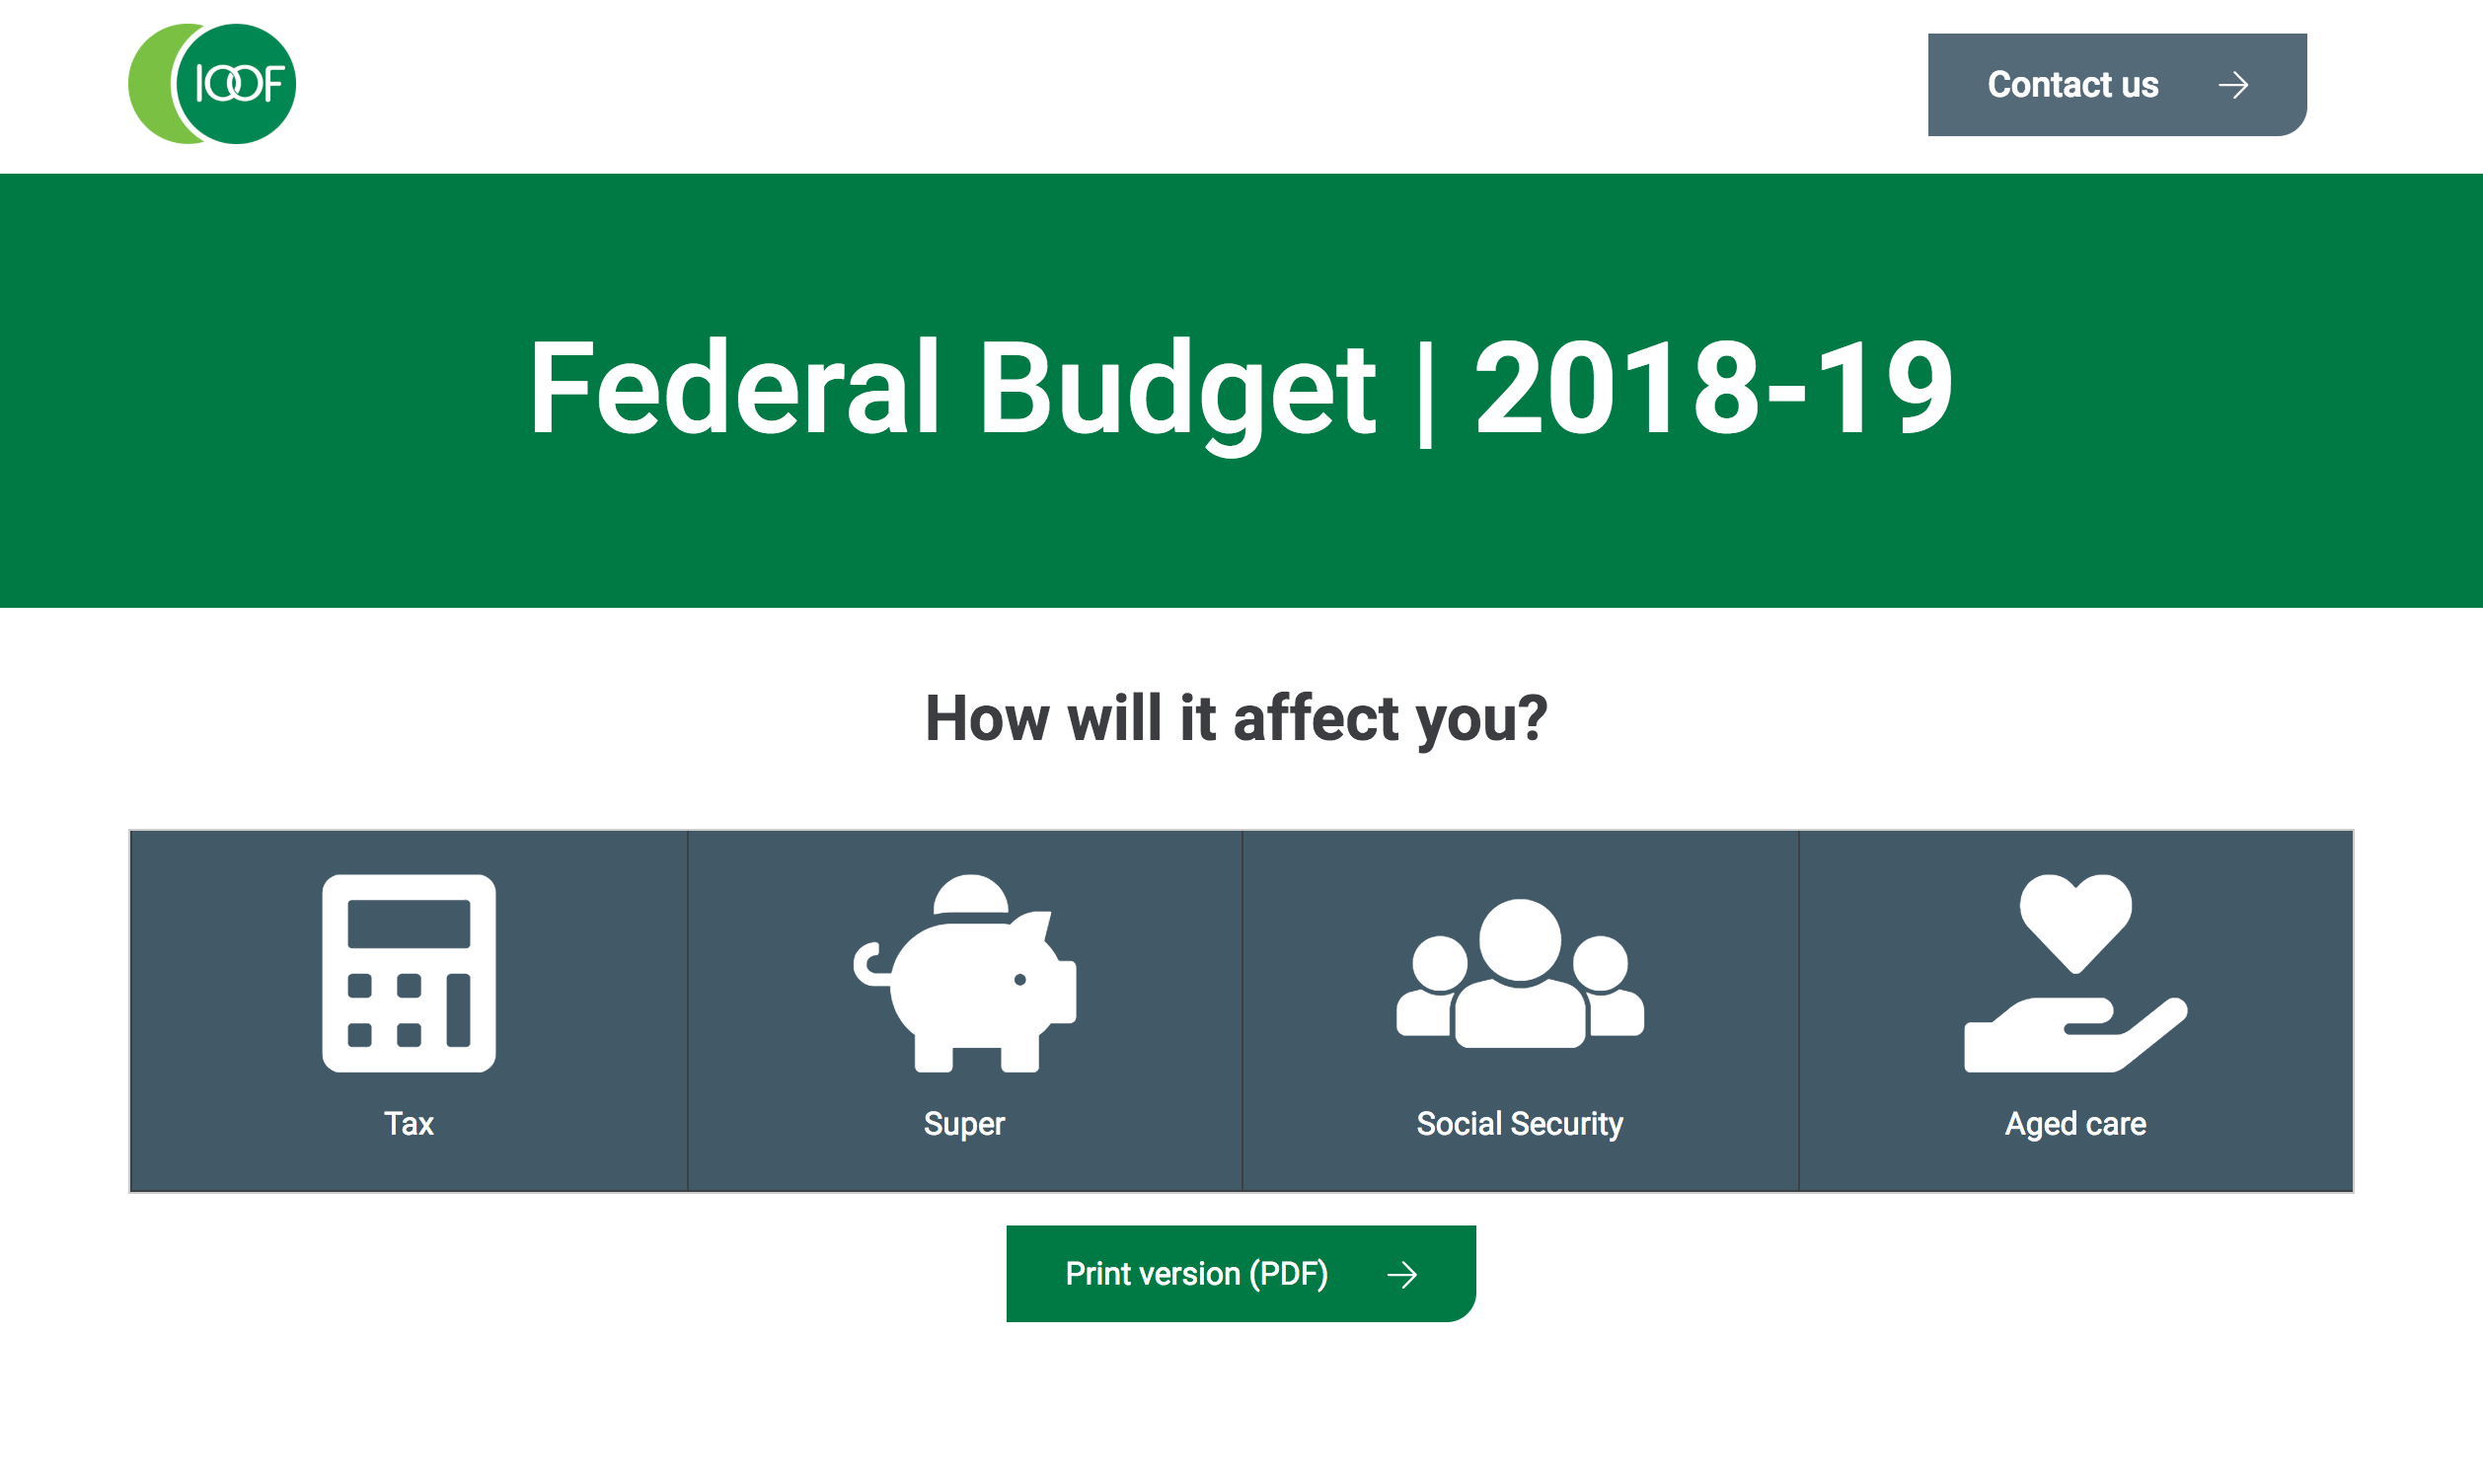 IOOF
Contact us
Federal Budget | 2018-19
How will it affect you?
Tax
Super
Social Security
Aged care
Print version (PDF)